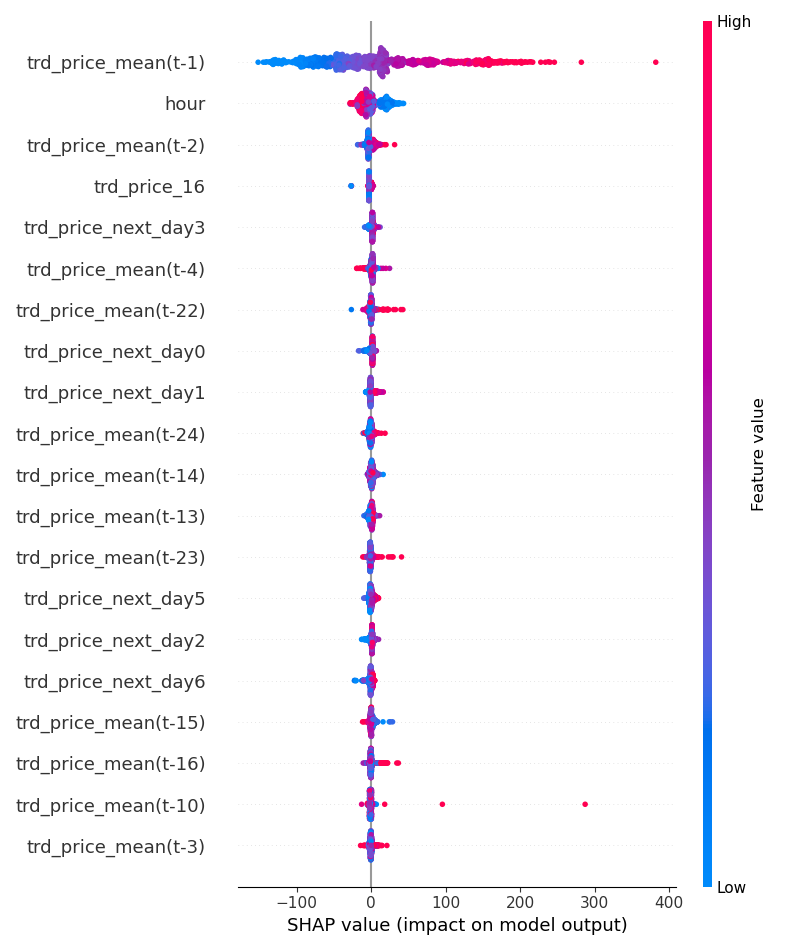 High
trd_price_mean(t-1)
hour
trd_price_mean(t-2)
trd_price_16
trd_price_next_day3
trd_price_mean(t-4)
trd_price_mean(t-22)
trd_price_next_day0
trd_price_next_day1
trd_price_mean(t-24)
trd_price_mean(t-14)
trd_price_mean(t-13)
trd_price_mean(t-23)
trd_price_next_day5
trd_price_next_day2
trd_price_next_day6
trd_price_mean(t-15)
trd_price_mean(t-16)
trd_price_mean(t-10)
trd_price_mean(t-3)
Feature value
Low
−100 0 100 200 300 400
SHAP value (impact on model output)